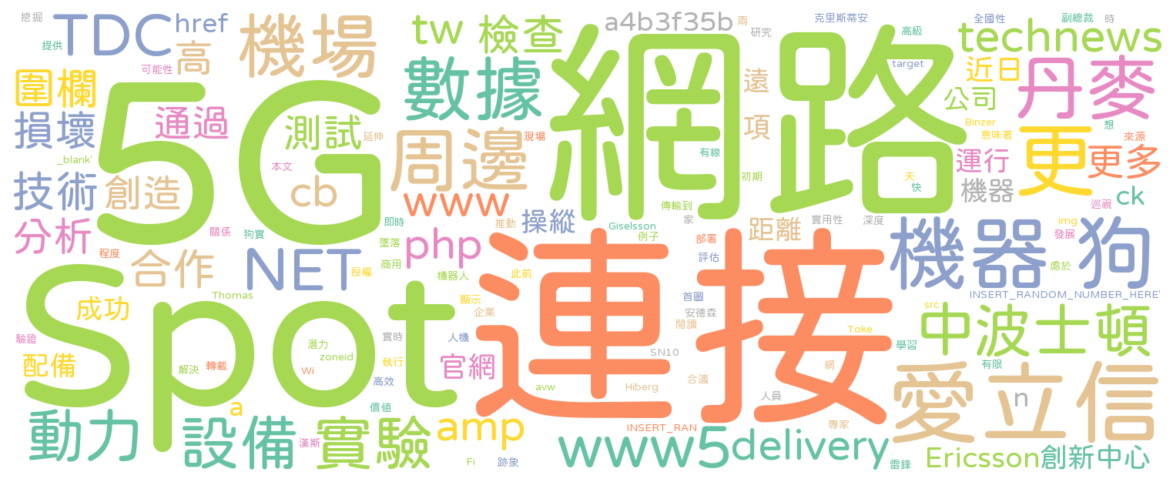 挖掘
提供
TDC
href
高
可能性
機場
圍欄
損壞
通過
5G
測試
延伸
_blank'
本文
技術
創造
cb
分析
關係
狗實
程度
合作
NET
即時
墜落
商用
授權
tw
檢查
數據
周邊
現場
www
操縱
推動
php
機器人
此前
顯示
企業
網路
a4b3f35b
雨
研究
遠
項
有線
初期
傳輸到
家
距離
實用性
深度
Giselsson
例子
部署
評估
克里斯蒂安
高級
target
全國性
副總裁
時
technews
近日
公司
丹麥
Binzer
意味著
想
來源
更
更多
運行
機器
天
快
巡視
ck
img
發展
處於
機器狗
INSERT_RANDOM_NUMBER_HERE'
Spot
成功
Thomas
驗證
配備
解決
轉載
潛力
zoneid
Wi
實時
人機
執行
高效
價值
官網
avw
連接
首圖
安德森
閱讀
SN10
合議
Hiberg
人員
Toke
網
專家
學習
src
有限
中波士頓
愛立信
n
動力
設備
a
漢斯
實驗
amp
Fi
跡象
INSERT_RAN
www5
delivery
雷鋒
Ericsson
創新中心